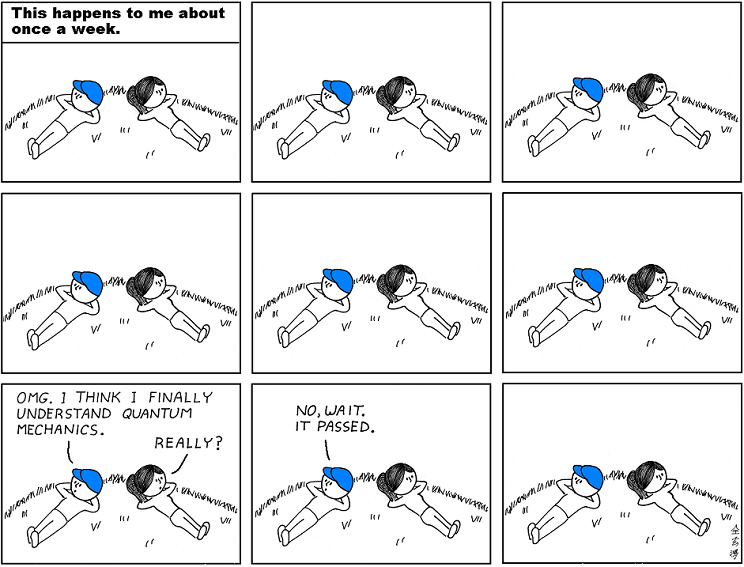 This happens to me about
once a week.
OMG. I THINK I FINALLY
UNDERSTAND QUANTUM
MECHANICS.
REALLY?
NO, WAIT.
IT PASSED.